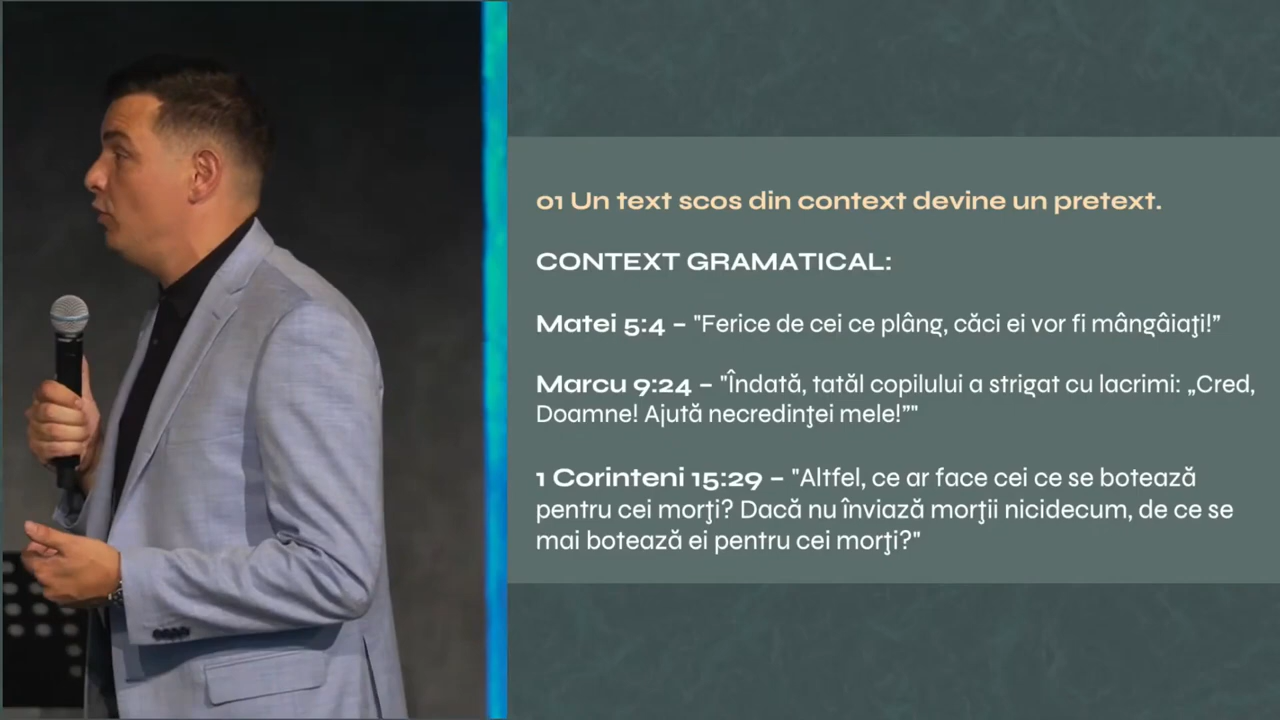 01 Un text scos din context devine un pretext.
CONTEXT GRAMATICAL:
Matei 5:4 – "Ferice de cei ce plâng, căci ei vor fi mângâiaţi!”
Marcu 9:24 – "Îndată, tatăl copilului a strigat cu lacrimi: „Cred,
Doamne! Ajută necredinţei mele!”"
1 Corinteni 15:29 – "Altfel, ce ar face cei ce se botează
pentru cei morţi? Dacă nu înviază morţii nicidecum, de ce se
mai botează ei pentru cei morţi?"